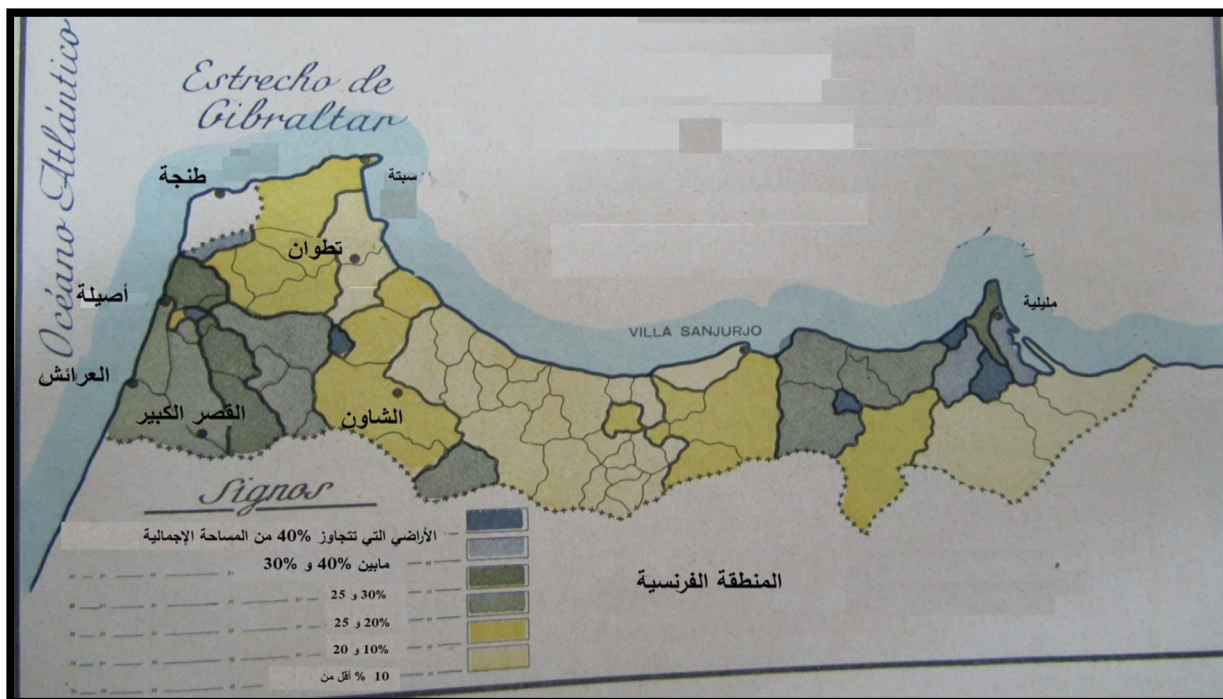 Océano Atlántico
Estrecho de
Gibraltar
طنجة
سبتة
تطوان
أصيلة
مليلية
VILLA SANJURJO
العرائش
القصر الكبير
الشاون
Signos
الأراضي التي تتجاوز 40% من المساحة الإجمالية
مابين 40% و 30%
30% و 25
20% و 25
10% و 20
10 % أقل من
المنطقة الفرنسية